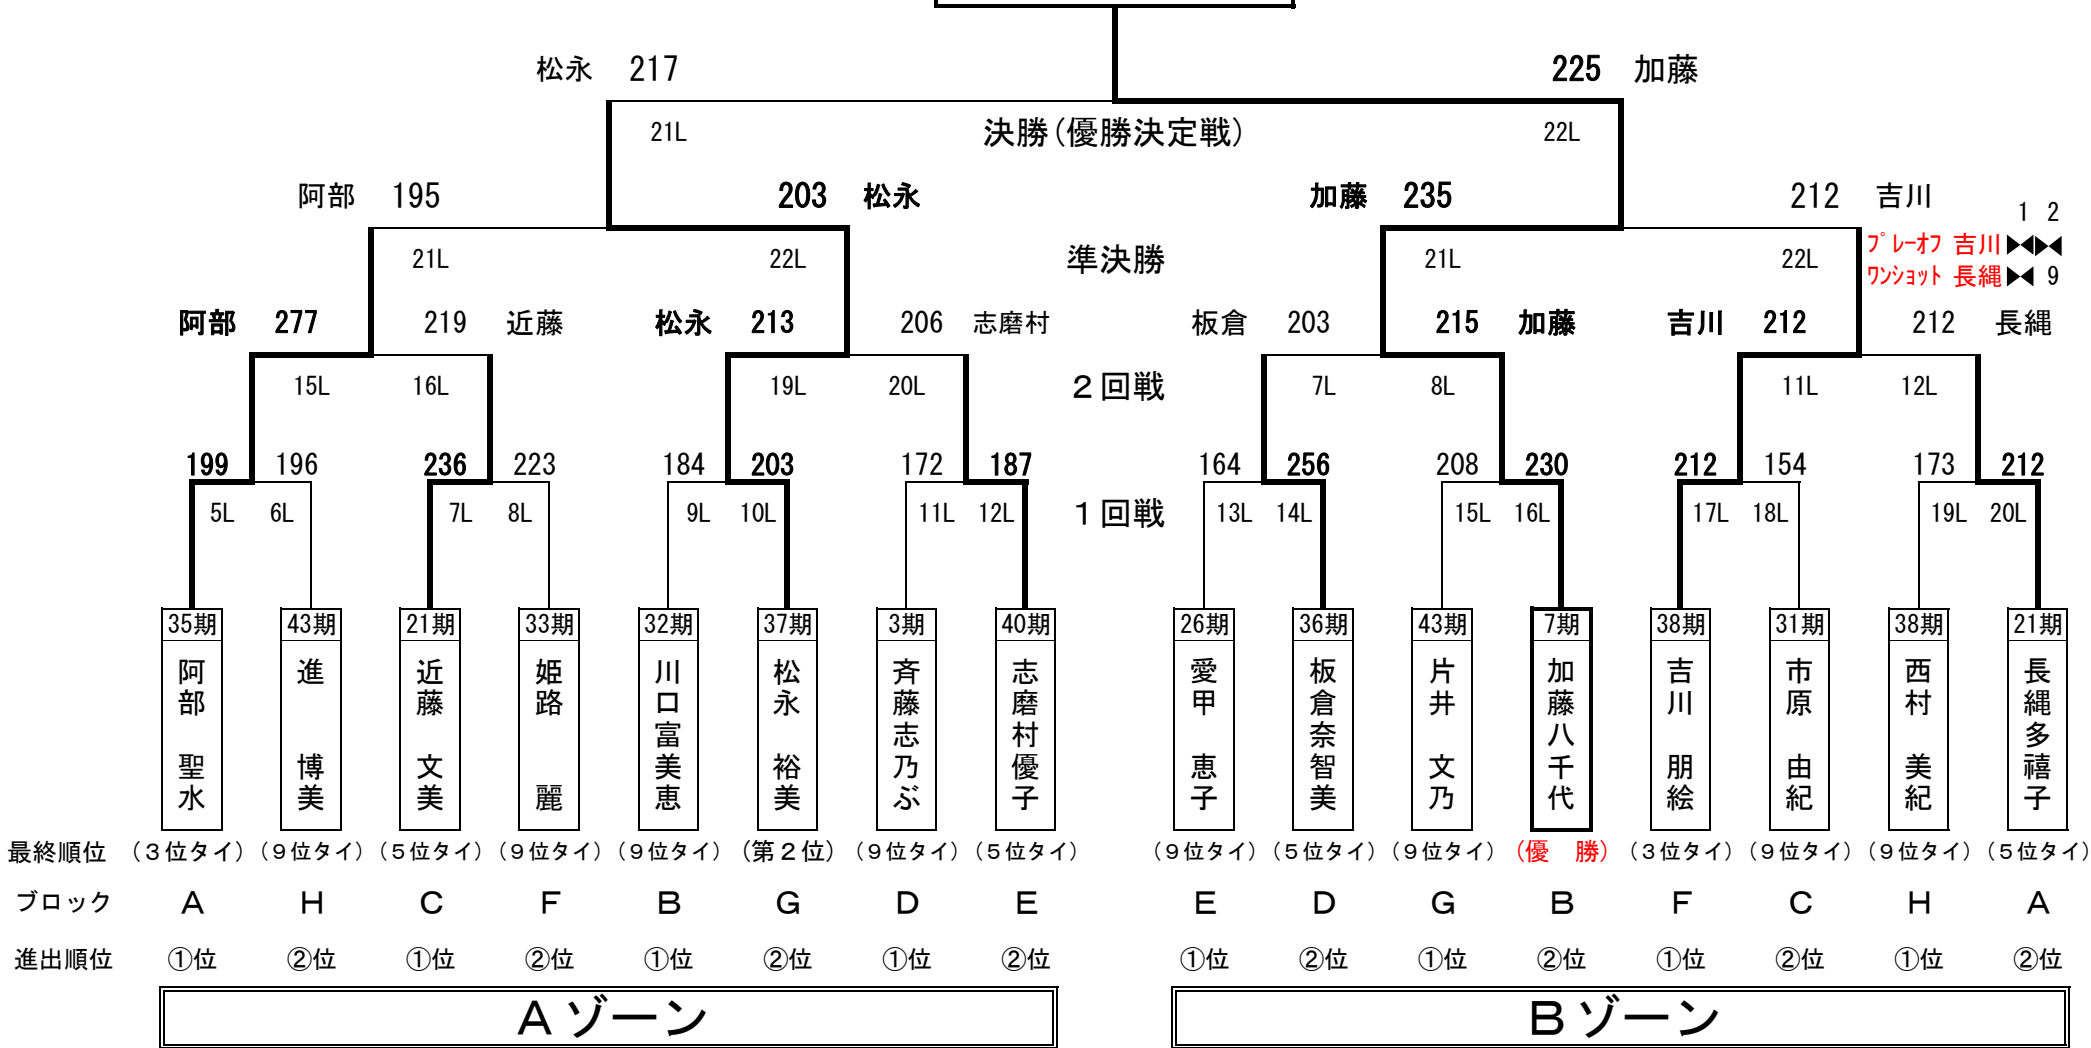 松永 217 225 加藤
21L 決勝(優勝決定戦) 22L
阿部 195 203 松永 加藤 235 212 吉川
1 2
プレーオフ 吉川 ▶◀ ▶◀
21L 22L 準決勝 21L 22L
ワンショット 長縄 ▶◀ 9
阿部 277 219 近藤 松永 213 206 志磨村 板倉 203 215 加藤 吉川 212 212 長縄
15L 16L 19L 20L 2回戦 7L 8L 11L 12L
199 196 236 223 184 203 172 187 164 256 208 230 212 154 173 212
5L 6L 7L 8L 9L 10L 11L 12L 1回戦 13L 14L 15L 16L 17L 18L 19L 20L
35期 43期 21期 33期 32期 37期 3期 40期 26期 36期 43期 7期 38期 31期 38期 21期
阿部 聖水
進 博美
近藤 文美
姫路 麗
川口富美恵
松永 裕美
斉藤志乃ぶ
志磨村優子
愛甲 恵子
板倉奈智美
片井 文乃
加藤八千代
吉川 朋絵
市原 由紀
西村 美紀
長縄多禧子
最終順位 (3位タイ) (9位タイ) (5位タイ) (9位タイ) (9位タイ) (第2位) (9位タイ) (5位タイ) (9位タイ) (5位タイ) (9位タイ) (優 勝) (3位タイ) (9位タイ) (9位タイ) (5位タイ)
ブロック A H C F B G D E E D G B F C H A
進出順位 ①位 ②位 ①位 ②位 ①位 ②位 ①位 ②位 ①位 ②位 ①位 ②位 ①位 ②位 ①位 ②位
Aゾーン Bゾーン